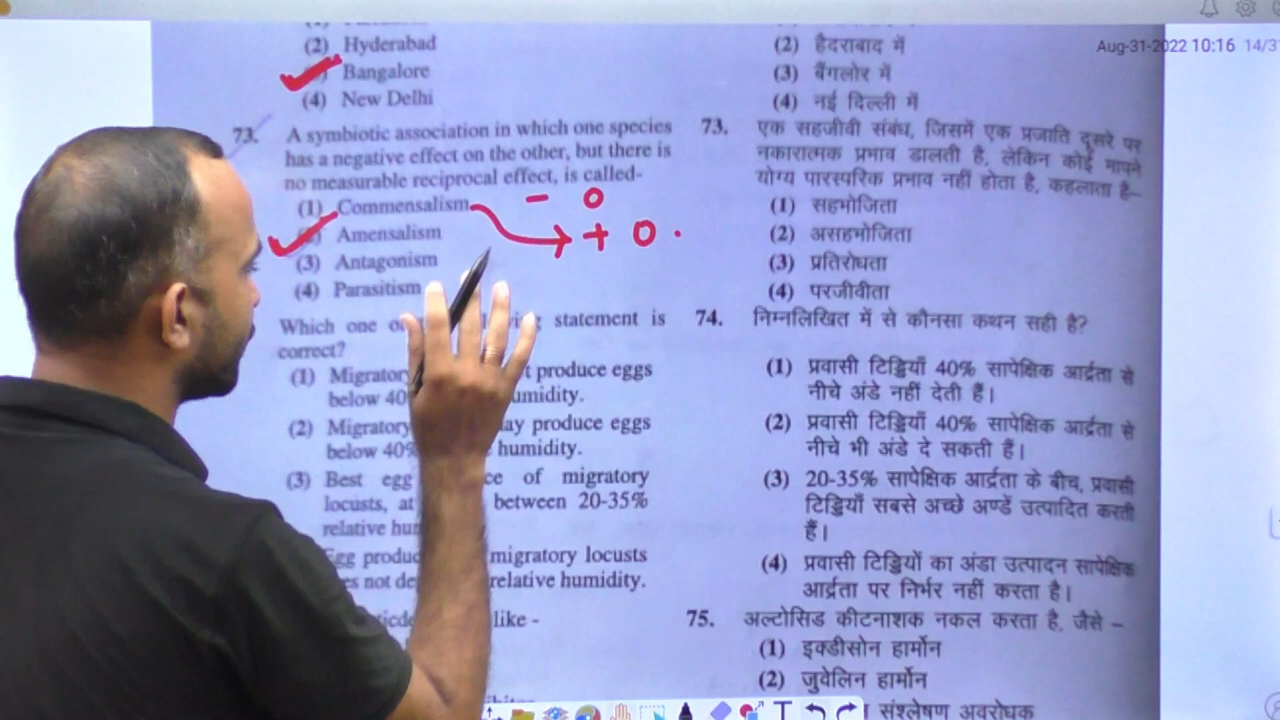 Aug-31-2022 10:16 14/3
(2) Hyderabad
Bangalore
(4) New Delhi
73. A symbiotic association in which one species
has a negative effect on the other, but there is
no measurable reciprocal effect, is called-
(1) Commensalism
- 0
Amensalism
+ 0 .
(3) Antagonism
(4) Parasitism
Which one statement is
correct?
(1) Migratory produce eggs
below 40 umidity.
(2) Migratory ay produce eggs
below 40% humidity.
(3) Best egg ce of migratory
locusts, at between 20-35%
relative hu
gg produc migratory locusts
s not de relative humidity.
like -
(2) हैदराबाद में
(3) बैंगलोर में
(4) नई दिल्ली में
73. एक सहजीवी संबंध, जिसमें एक प्रजाति दूसरे पर
नकारात्मक प्रभाव डालती है, लेकिन कोई मापने
योग्य पारस्परिक प्रभाव नहीं होता है, कहलाता है–
(1) सहभोजिता
(2) असहभोजिता
(3) प्रतिरोधता
(4) परजीवीता
74. निम्नलिखित में से कौनसा कथन सही है?
(1) प्रवासी टिड्डियाँ 40% सापेक्षिक आर्द्रता से
नीचे अंडे नहीं देती हैं।
(2) प्रवासी टिड्डियाँ 40% सापेक्षिक आर्द्रता से
नीचे भी अंडे दे सकती हैं।
(3) 20-35% सापेक्षिक आर्द्रता के बीच, प्रवासी
टिड्डियाँ सबसे अच्छे अण्डें उत्पादित करती
हैं।
(4) प्रवासी टिड्डियों का अंडा उत्पादन सापेक्षिक
आर्द्रता पर निर्भर नहीं करता है।
75. अल्टोसिड कीटनाशक नकल करता है, जैसे –
(1) इक्डीसोन हार्मोन
(2) जुवेलिन हार्मोन
संश्लेषण अवरोधक